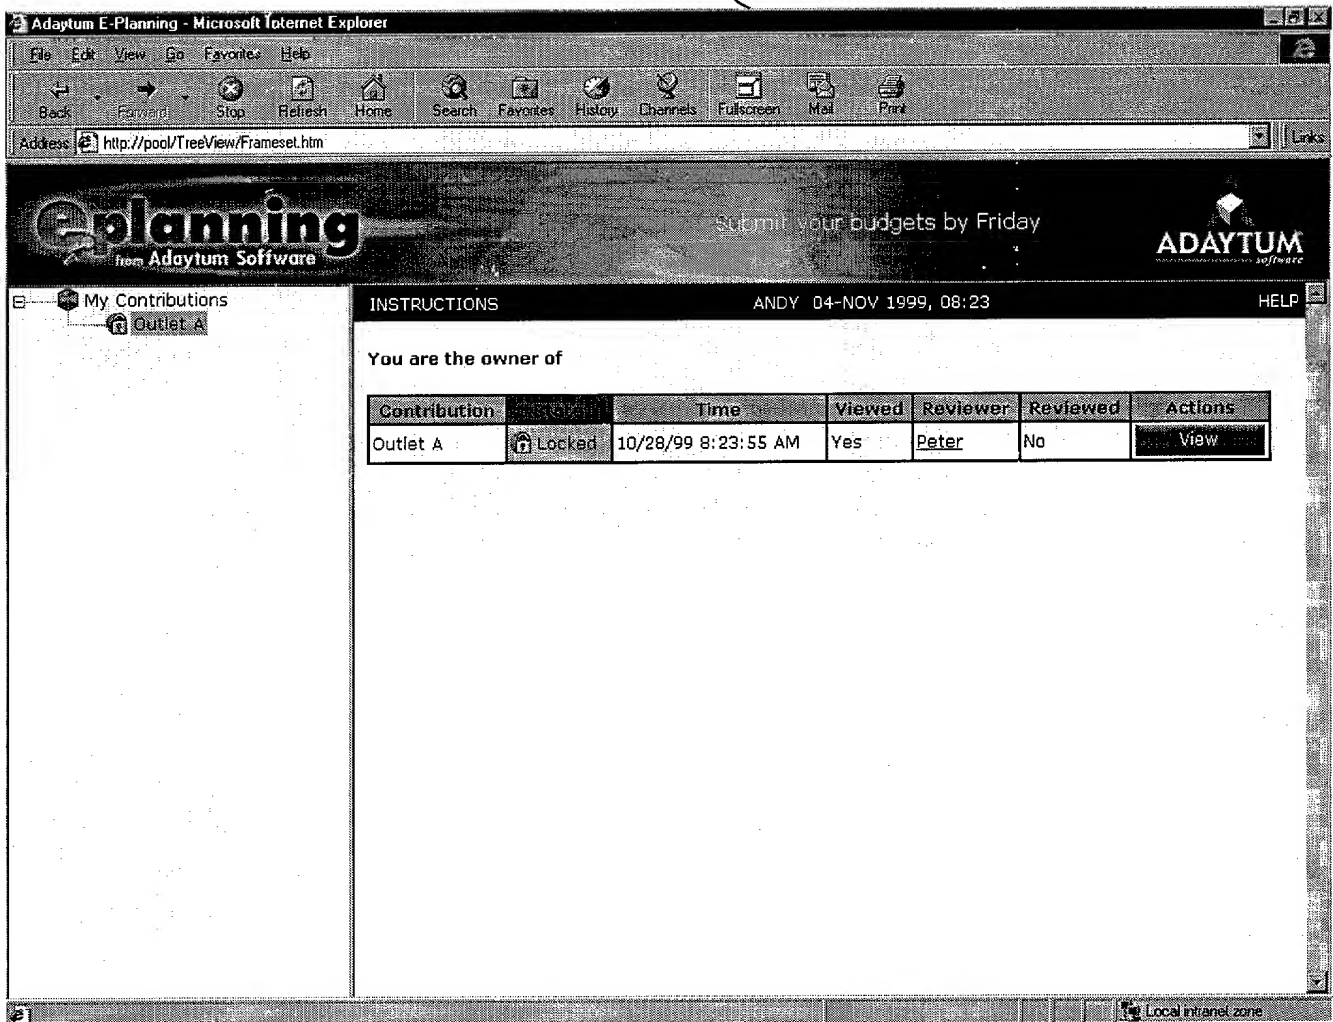 Adaytum E-Planning - Microsoft Internet Explorer
File Edit View Go Favorites Help
Back Forward Stop Refresh Home Search Favorites History Channels Fullscreen Mail Print
Address http://pool/TreeView/Frameset.htm Links
eplanning
from Adaytum Software
Submit your budgets by Friday
ADAYTUM
software
My Contributions
Outlet A
INSTRUCTIONS ANDY 04-NOV 1999, 08:23 HELP
You are the owner of
Contribution State Time Viewed Reviewer Reviewed Actions
Outlet A Locked 10/28/99 8:23:55 AM Yes Peter No View
Local intranet zone